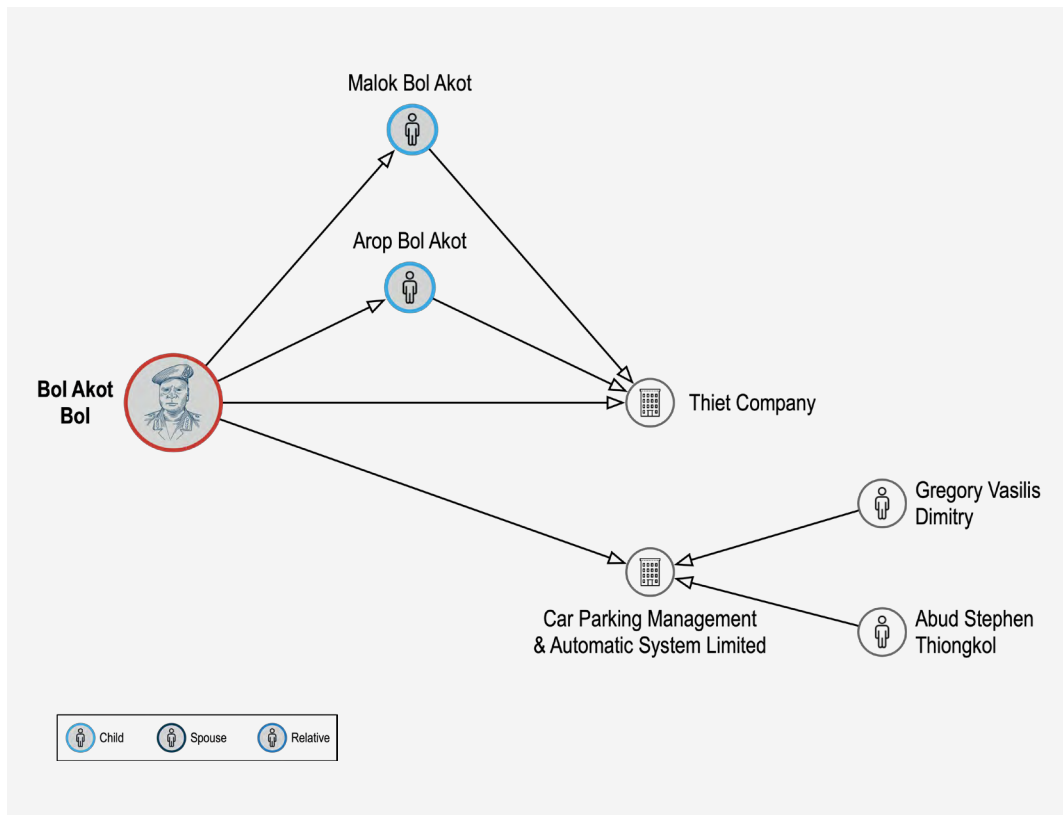 Malok Bol Akot
Arop Bol Akot
Bol Akot
Bol
Thiet Company
Gregory Vasilis
Dimitry
Car Parking Management
& Automatic System Limited
Abud Stephen
Thiongkol
Child
Spouse
Relative